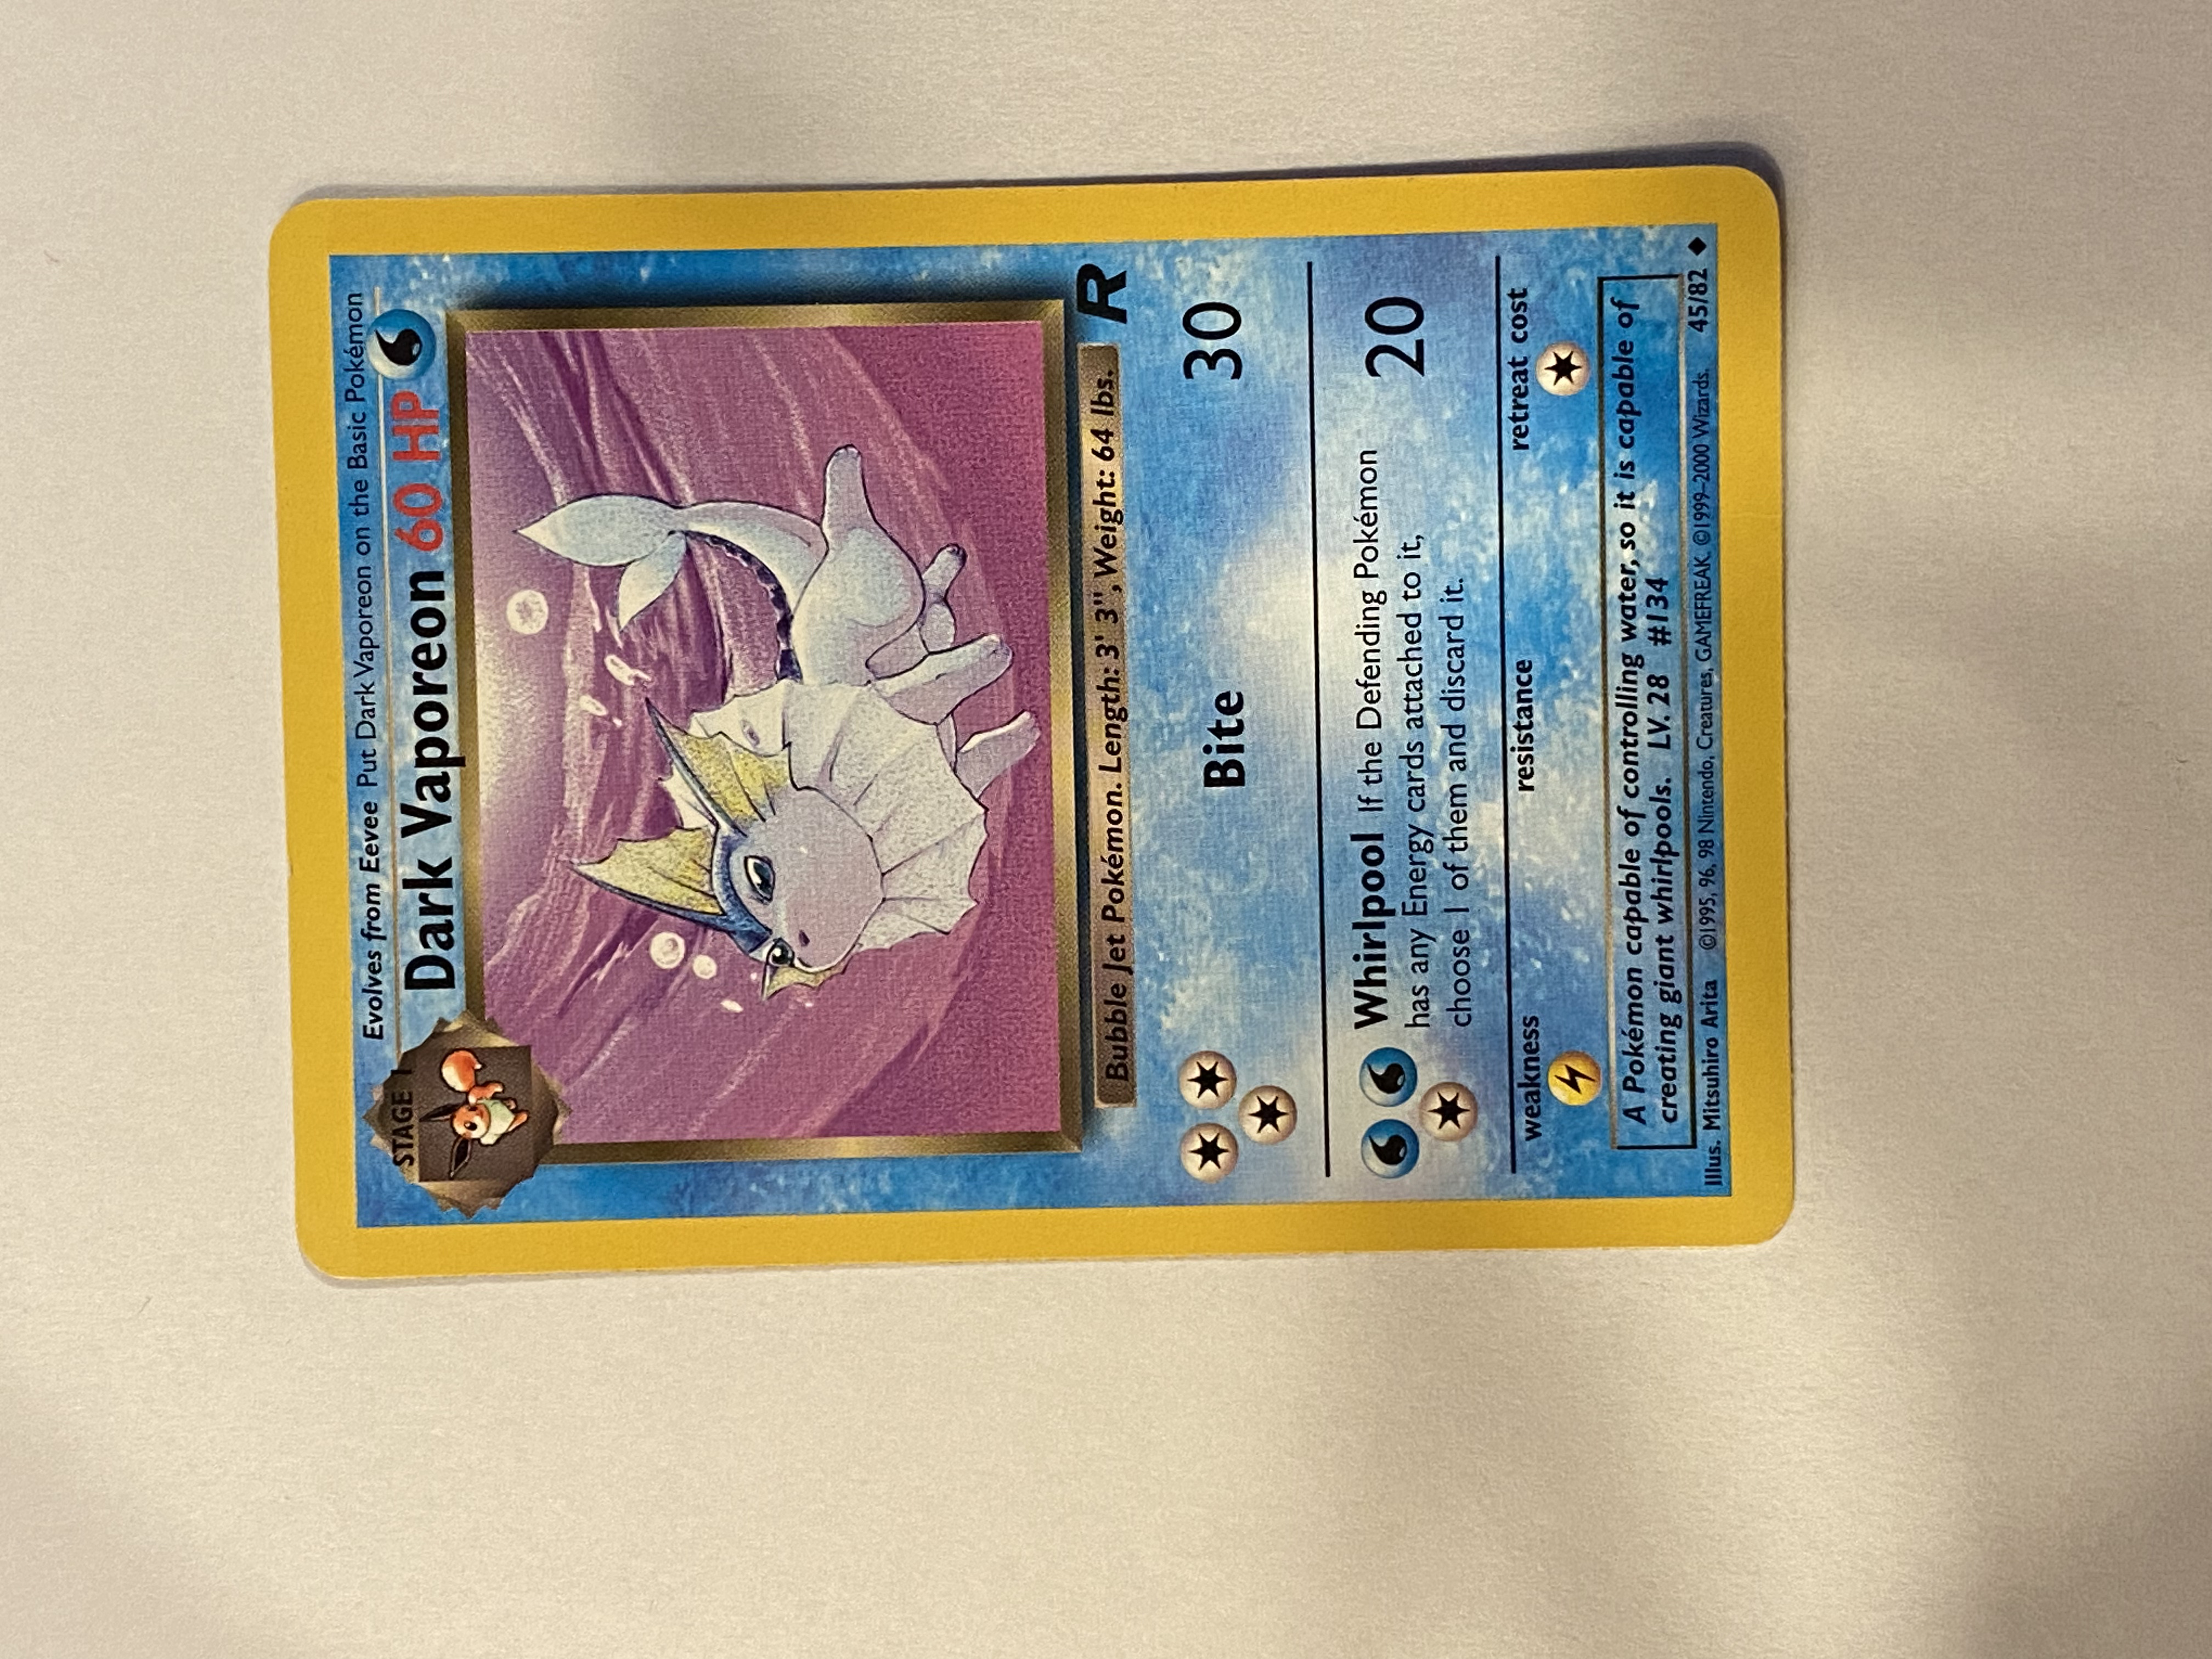 Evolves from Eevee Put Dark Vaporeon on the Basic Pokémon
STAGE 1
Dark Vaporeon 60 HP
Bubble Jet Pokémon. Length: 3' 3", Weight: 64 lbs.
R
Bite 30
Whirlpool If the Defending Pokémon
has any Energy cards attached to it,
choose 1 of them and discard it.
20
weakness resistance retreat cost
A Pokémon capable of controlling water, so it is capable of
creating giant whirlpools. LV. 28 #134
Illus. Mitsuhiro Arita ©1995, 96, 98 Nintendo, Creatures, GAMEFREAK. ©1999–2000 Wizards. 45/82